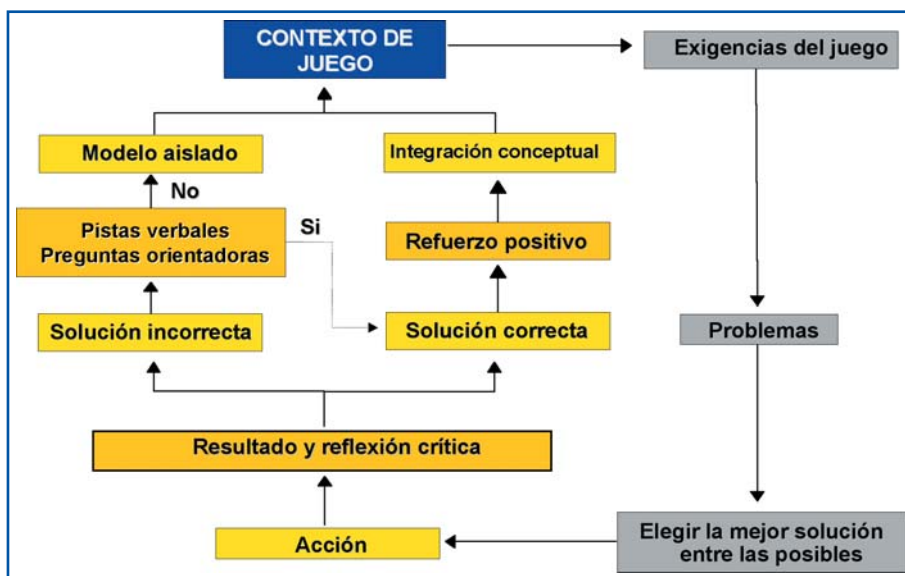 CONTEXTO DE
JUEGO
Exigencias del juego
Modelo aislado
Integración conceptual
No
Pistas verbales
Preguntas orientadoras
Si
Refuerzo positivo
Solución incorrecta
Solución correcta
Problemas
Resultado y reflexión crítica
Acción
Elegir la mejor solución
entre las posibles